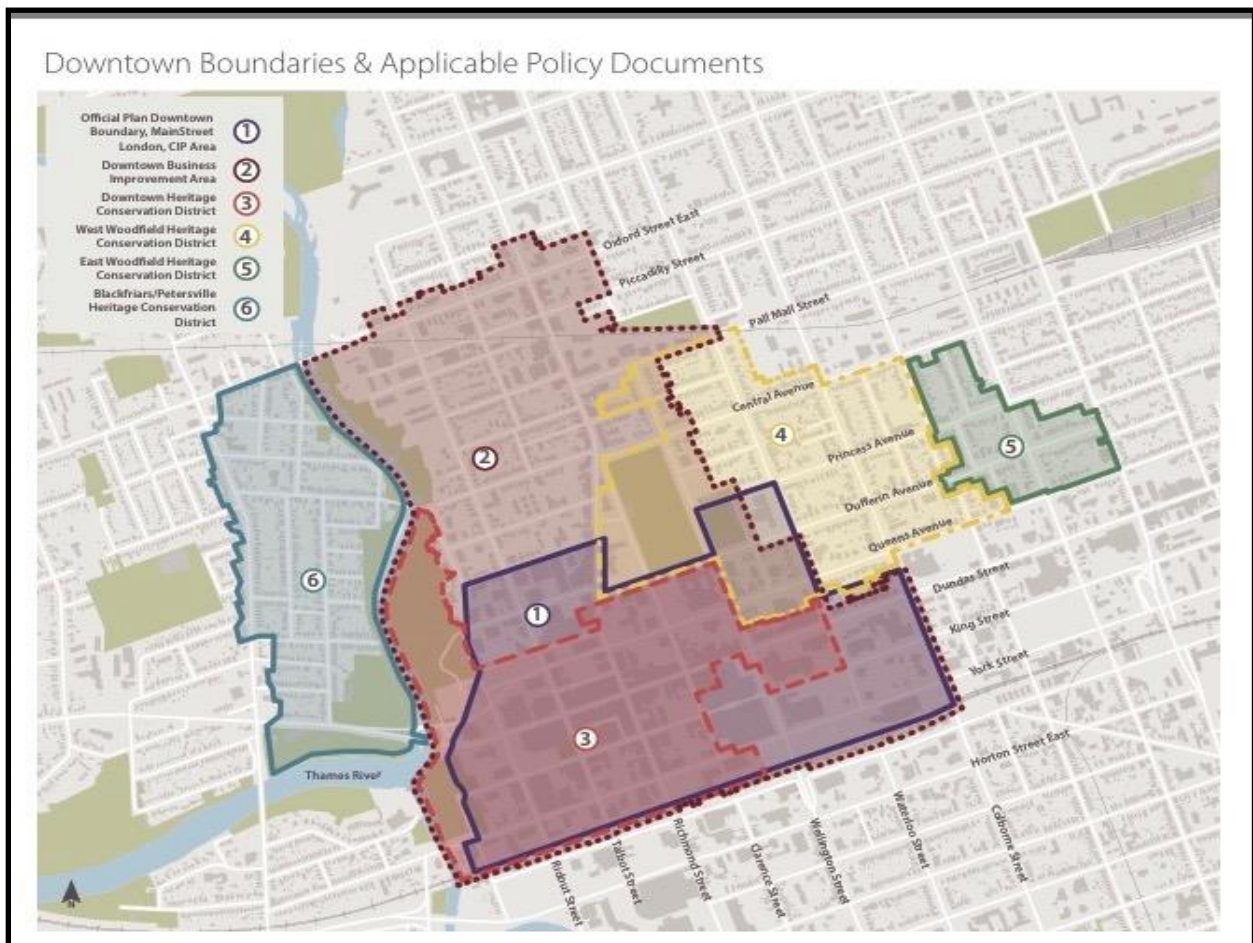 Downtown Boundaries & Applicable Policy Documents
Official Plan Downtown
Boundary, MainStreet
London, CIP Area
1
Downtown Business
Improvement Area
2
Downtown Heritage
Conservation District
3
West Woodfield Heritage
Conservation District
4
East Woodfield Heritage
Conservation District
5
Blackfriars/Petersville
Heritage Conservation
District
6
Oxford Street East
Piccadilly Street
Pall Mall Street
Central Avenue
4
Princess Avenue
5
2
Dufferin Avenue
Queens Avenue
Dundas Street
6
1
King Street
York Street
3
Horton Street East
Thames River
Ridout Street
Talbot Street
Richmond Street
Clarence Street
Wellington Street
Waterloo Street
Colborne Street
N